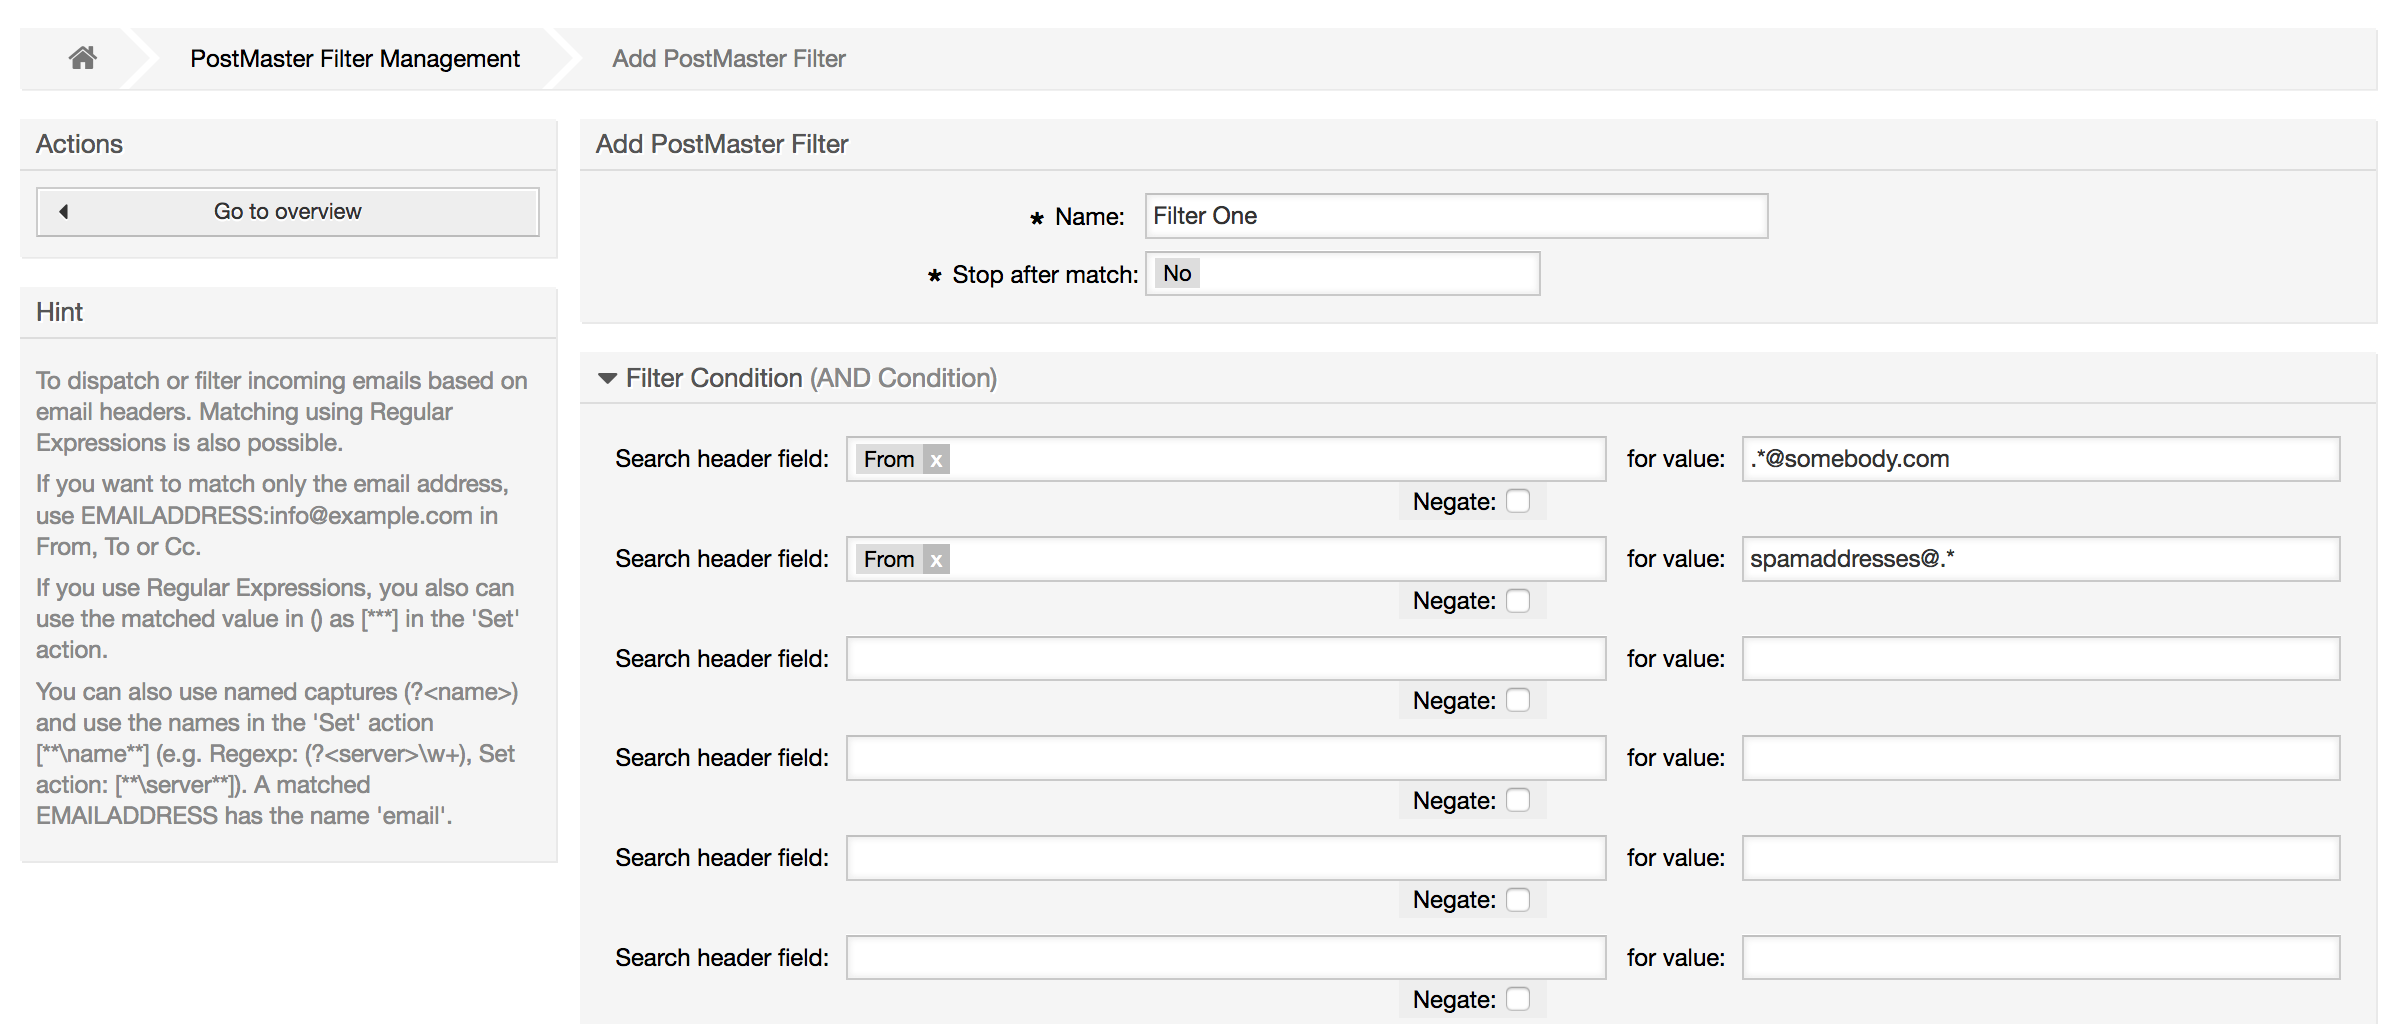 PostMaster Filter Management
Add PostMaster Filter
Actions
Go to overview
Hint
To dispatch or filter incoming emails based on
email headers. Matching using Regular
Expressions is also possible.
If you want to match only the email address,
use EMAILADDRESS:info@example.com in
From, To or Cc.
If you use Regular Expressions, you also can
use the matched value in () as [***] in the 'Set'
action.
You can also use named captures (?<name>)
and use the names in the 'Set' action
[**\name**] (e.g. Regexp: (?<server>\w+), Set
action: [**\server**]). A matched
EMAILADDRESS has the name 'email'.
Add PostMaster Filter
* Name: Filter One
* Stop after match: No
Filter Condition (AND Condition)
Search header field: From x for value: .*@somebody.com
Negate:
Search header field: From x for value: spamaddresses@.*
Negate:
Search header field: for value:
Negate:
Search header field: for value:
Negate:
Search header field: for value:
Negate:
Search header field: for value:
Negate: